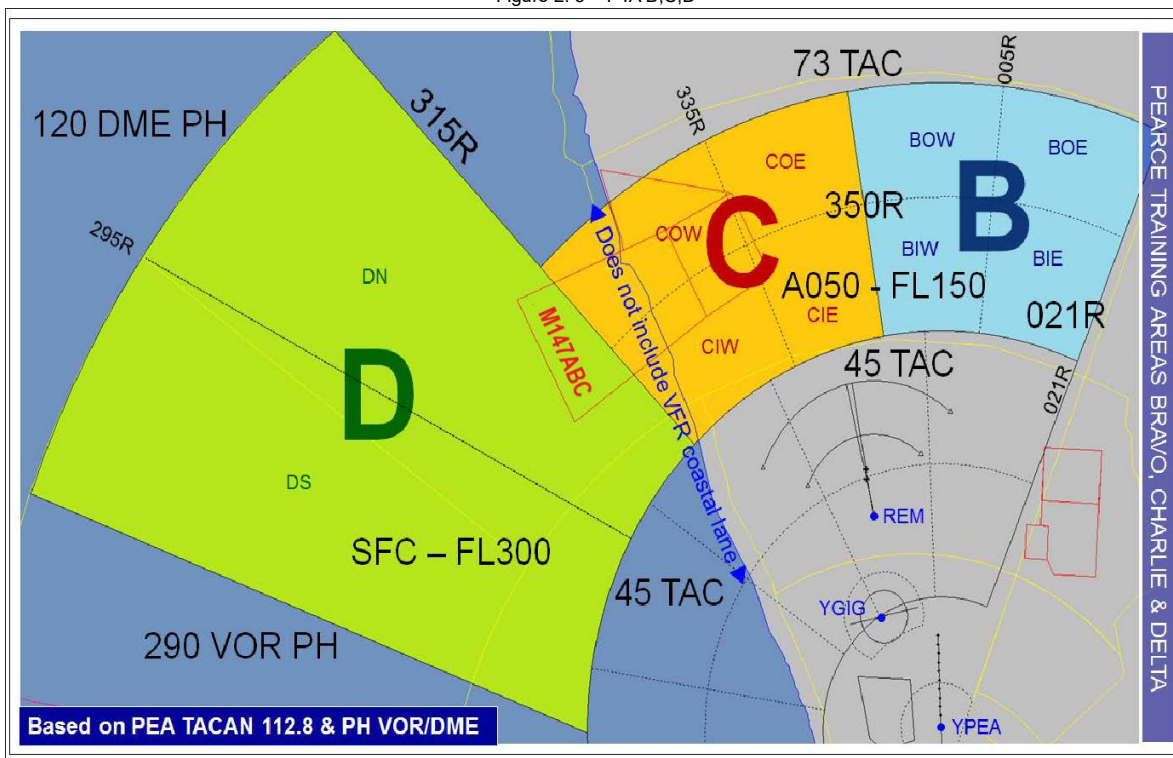 73 TAC
005R
120 DME PH
315R
335R
COE
BOW
BOE
B
350R
295R
COW
C
DN
BIW
BIE
A050 - FL150
Does not include VFR coastal lane
M147ABC
CIE
021R
CIW
45 TAC
021R
D
DS
REM
SFC – FL300
45 TAC
YGIG
290 VOR PH
Based on PEA TACAN 112.8 & PH VOR/DME
YPEA
PEARCE TRAINING AREAS BRAVO, CHARLIE & DELTA